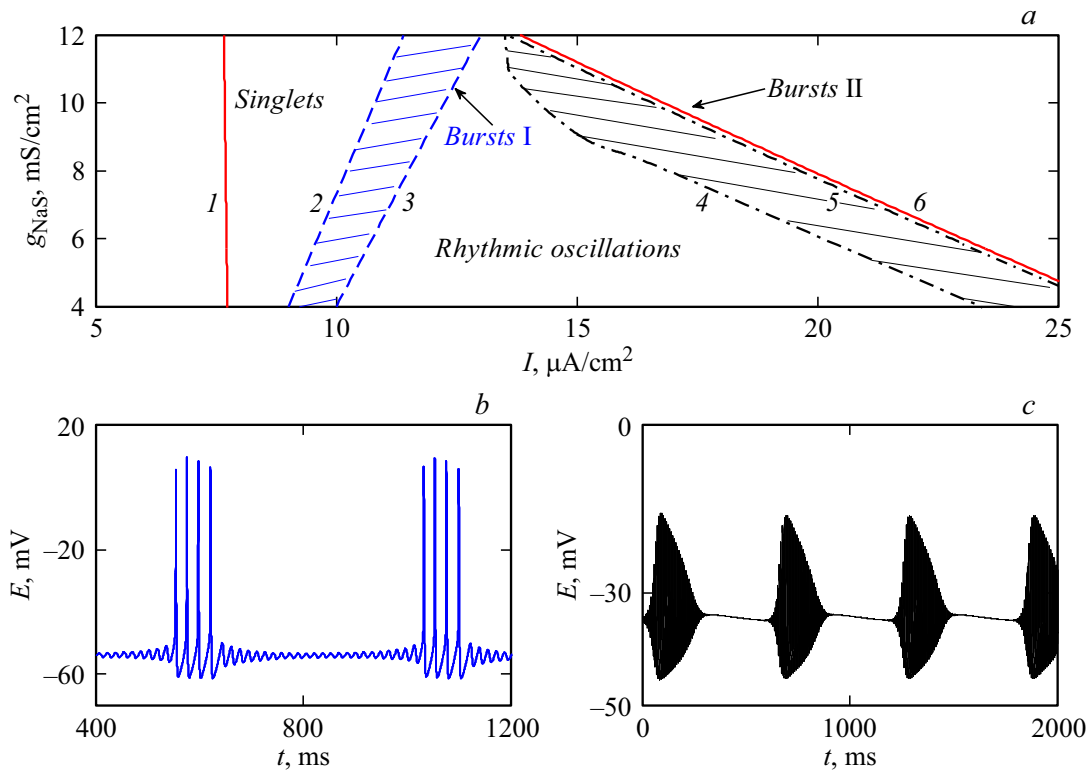 a
g_NaS, mS/cm²
12
10
8
6
4
Singlets
Bursts I
Bursts II
1
2
3
4
5
6
Rhythmic oscillations
5
10
15
20
25
I, μA/cm²
b
E, mV
20
–20
–60
400
800
1200
t, ms
c
E, mV
0
–30
–50
0
1000
2000
t, ms